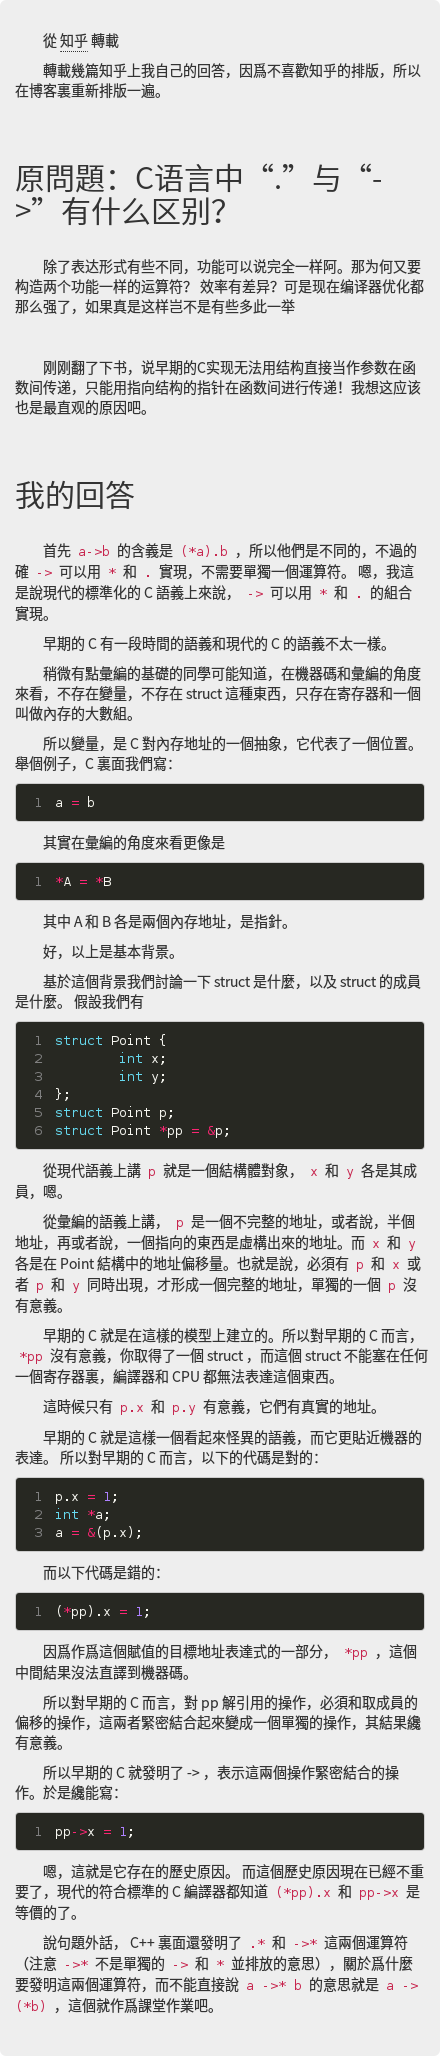 從 知乎 轉載
轉載幾篇知乎上我自己的回答，因爲不喜歡知乎的排版，所以
在博客裏重新排版一遍。
原問題：C语言中“.”与“-
>”有什么区别？
除了表达形式有些不同，功能可以说完全一样阿。那为何又要
构造两个功能一样的运算符？ 效率有差异？可是现在编译器优化都
那么强了，如果真是这样岂不是有些多此一举
刚刚翻了下书，说早期的C实现无法用结构直接当作参数在函
数间传递，只能用指向结构的指针在函数间进行传递！我想这应该
也是最直观的原因吧。
我的回答
首先 a->b 的含義是 (*a).b ，所以他們是不同的，不過的
確 -> 可以用 * 和 . 實現，不需要單獨一個運算符。 嗯，我這
是說現代的標準化的 C 語義上來說， -> 可以用 * 和 . 的組合
實現。
早期的 C 有一段時間的語義和現代的 C 的語義不太一樣。
稍微有點彙編的基礎的同學可能知道，在機器碼和彙編的角度
來看，不存在變量，不存在 struct 這種東西，只存在寄存器和一個
叫做內存的大數組。
所以變量，是 C 對內存地址的一個抽象，它代表了一個位置。
舉個例子，C 裏面我們寫：
1 a = b
其實在彙編的角度來看更像是
1 *A = *B
其中 A 和 B 各是兩個內存地址，是指針。
好，以上是基本背景。
基於這個背景我們討論一下 struct 是什麼，以及 struct 的成員
是什麼。 假設我們有
1 struct Point {
2         int x;
3         int y;
4 };
5 struct Point p;
6 struct Point *pp = &p;
從現代語義上講 p 就是一個結構體對象， x 和 y 各是其成
員，嗯。
從彙編的語義上講， p 是一個不完整的地址，或者說，半個
地址，再或者說，一個指向的東西是虛構出來的地址。而 x 和 y
各是在 Point 結構中的地址偏移量。也就是說，必須有 p 和 x 或
者 p 和 y 同時出現，才形成一個完整的地址，單獨的一個 p 沒
有意義。
早期的 C 就是在這樣的模型上建立的。所以對早期的 C 而言，
*pp 沒有意義，你取得了一個 struct ，而這個 struct 不能塞在任何
一個寄存器裏，編譯器和 CPU 都無法表達這個東西。
這時候只有 p.x 和 p.y 有意義，它們有真實的地址。
早期的 C 就是這樣一個看起來怪異的語義，而它更貼近機器的
表達。 所以對早期的 C 而言，以下的代碼是對的：
1 p.x = 1;
2 int *a;
3 a = &(p.x);
而以下代碼是錯的：
1 (*pp).x = 1;
因爲作爲這個賦值的目標地址表達式的一部分， *pp ，這個
中間結果沒法直譯到機器碼。
所以對早期的 C 而言，對 pp 解引用的操作，必須和取成員的
偏移的操作，這兩者緊密結合起來變成一個單獨的操作，其結果纔
有意義。
所以早期的 C 就發明了 -> ，表示這兩個操作緊密結合的操
作。於是纔能寫：
1 pp->x = 1;
嗯，這就是它存在的歷史原因。 而這個歷史原因現在已經不重
要了，現代的符合標準的 C 編譯器都知道 (*pp).x 和 pp->x 是
等價的了。
說句題外話， C++ 裏面還發明了 .* 和 ->* 這兩個運算符
（注意 ->* 不是單獨的 -> 和 * 並排放的意思），關於爲什麼
要發明這兩個運算符，而不能直接說 a ->* b 的意思就是 a ->
(*b) ，這個就作爲課堂作業吧。